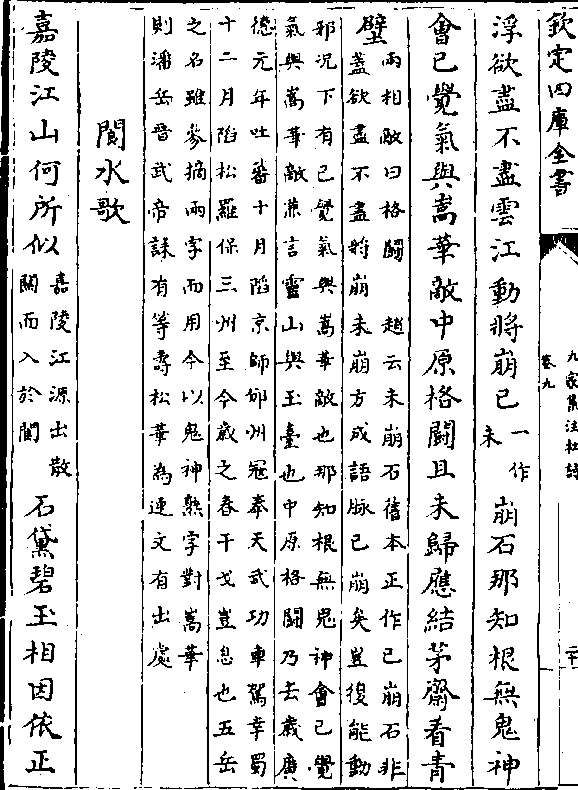 欽定四庫全書
九家集注杜詩
卷九
二十
浮欲盡不盡雲江動將崩已一作未崩石那知根無鬼神
會已覺氣與嵩華敵中原格鬭且未歸應結茅齋看青
壁兩相敵曰格鬭　趙云未崩石舊本正作已崩石非
蓋欲盡不盡將崩未崩方成語脉已崩矣豈復能動
邪況下有已覺氣與嵩華敵也那知根無鬼神會已覺
氣與嵩華敵兼言靈山與玉臺也中原格鬭乃去歲廣
德元年吐蕃十月陷京師邠州冦奉天武功車駕幸蜀
十二月陷松羅保三州至今歲之春干戈豈息也五岳
之名雖參摘兩字而用今以鬼神熟字對嵩華
則潘岳晉武帝誄有等壽松華為連文有出處
閬水歌
嘉陵江山何所似嘉陵江源出散關而入於閬石黛碧玉相因依正